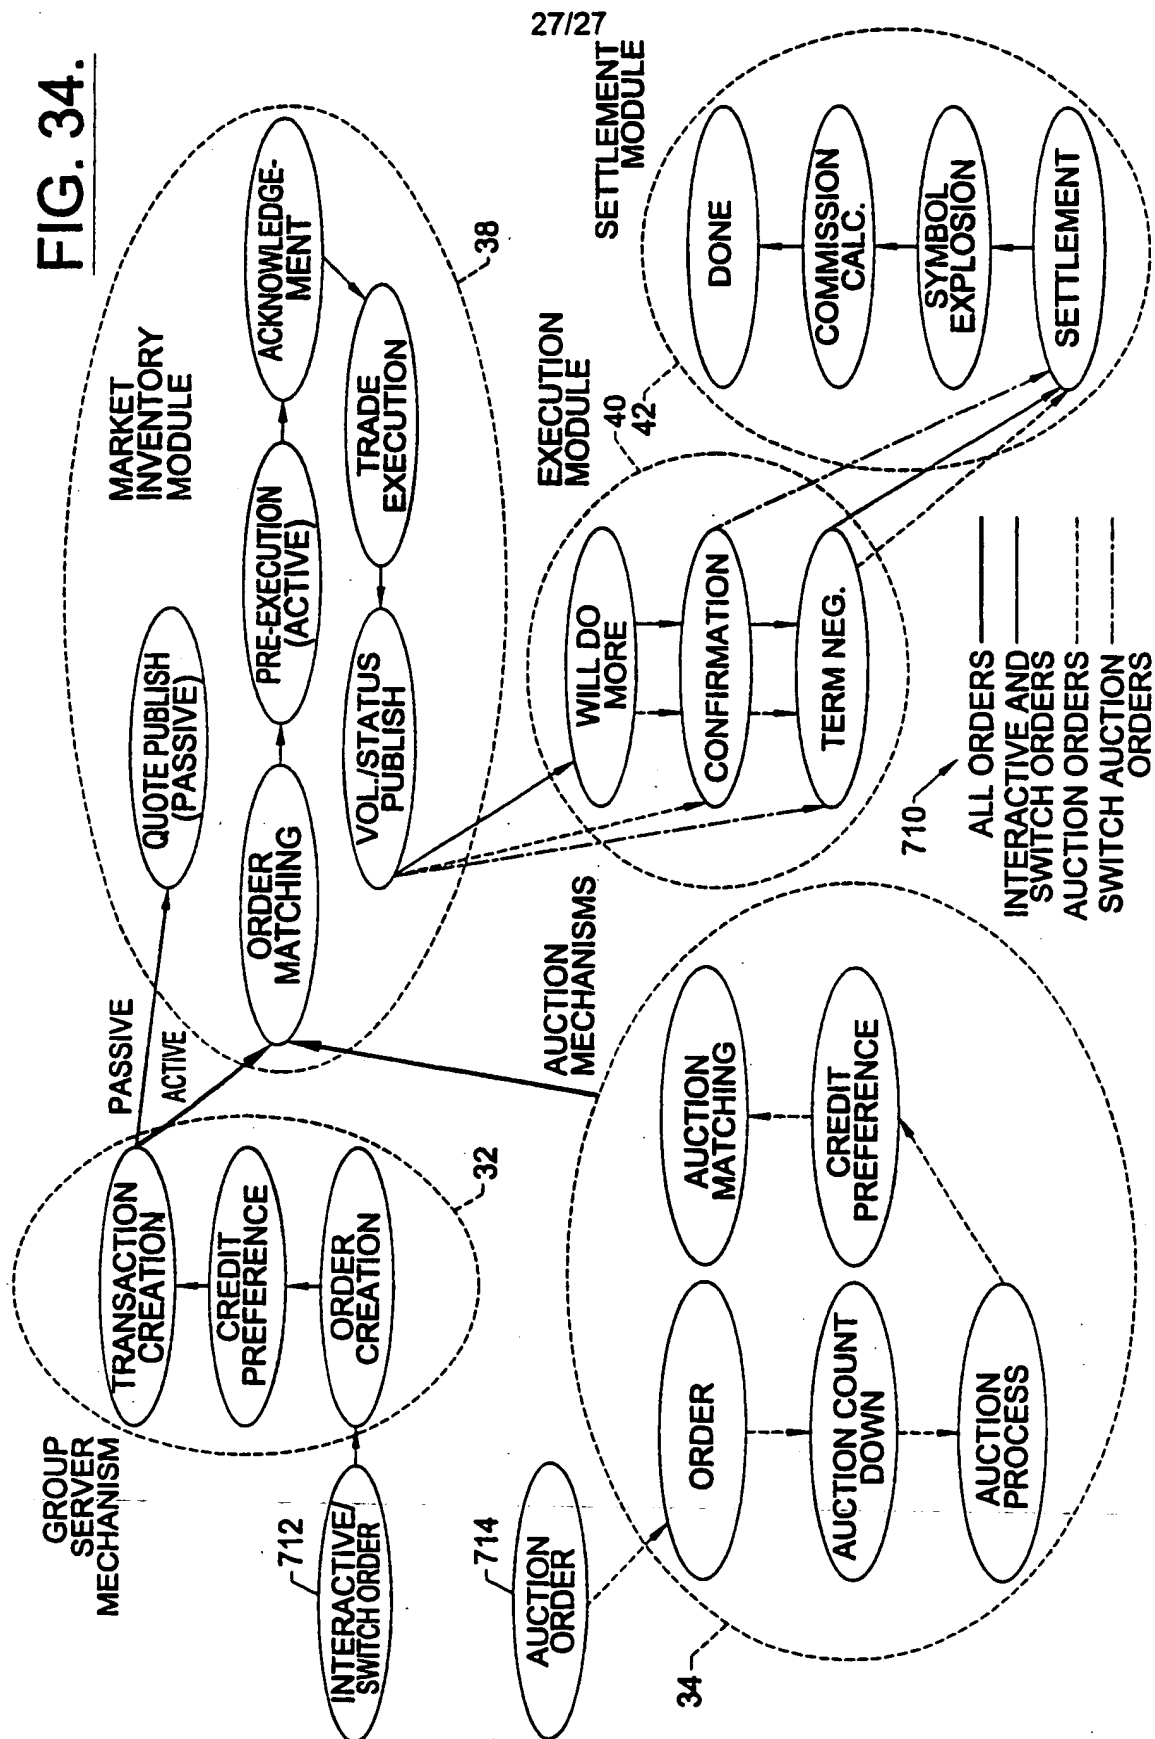 27/27
FIG. 34.
GROUP
SERVER
MECHANISM
TRANSACTION
CREATION
CREDIT
PREFERENCE
ORDER
CREATION
32
712
INTERACTIVE/
SWITCH ORDER
714
AUCTION
ORDER
PASSIVE
ACTIVE
MARKET
INVENTORY
MODULE
QUOTE PUBLISH
(PASSIVE)
ORDER
MATCHING
PRE-EXECUTION
(ACTIVE)
ACKNOWLEDGE-
MENT
TRADE
EXECUTION
VOL./STATUS
PUBLISH
38
AUCTION
MECHANISMS
ORDER
AUCTION COUNT
DOWN
AUCTION
PROCESS
CREDIT
PREFERENCE
AUCTION
MATCHING
34
EXECUTION
MODULE
40
WILL DO
MORE
CONFIRMATION
TERM NEG.
SETTLEMENT
MODULE
42
DONE
COMMISSION
CALC.
SYMBOL
EXPLOSION
SETTLEMENT
710
ALL ORDERS
INTERACTIVE AND
SWITCH ORDERS
AUCTION ORDERS
SWITCH AUCTION
ORDERS